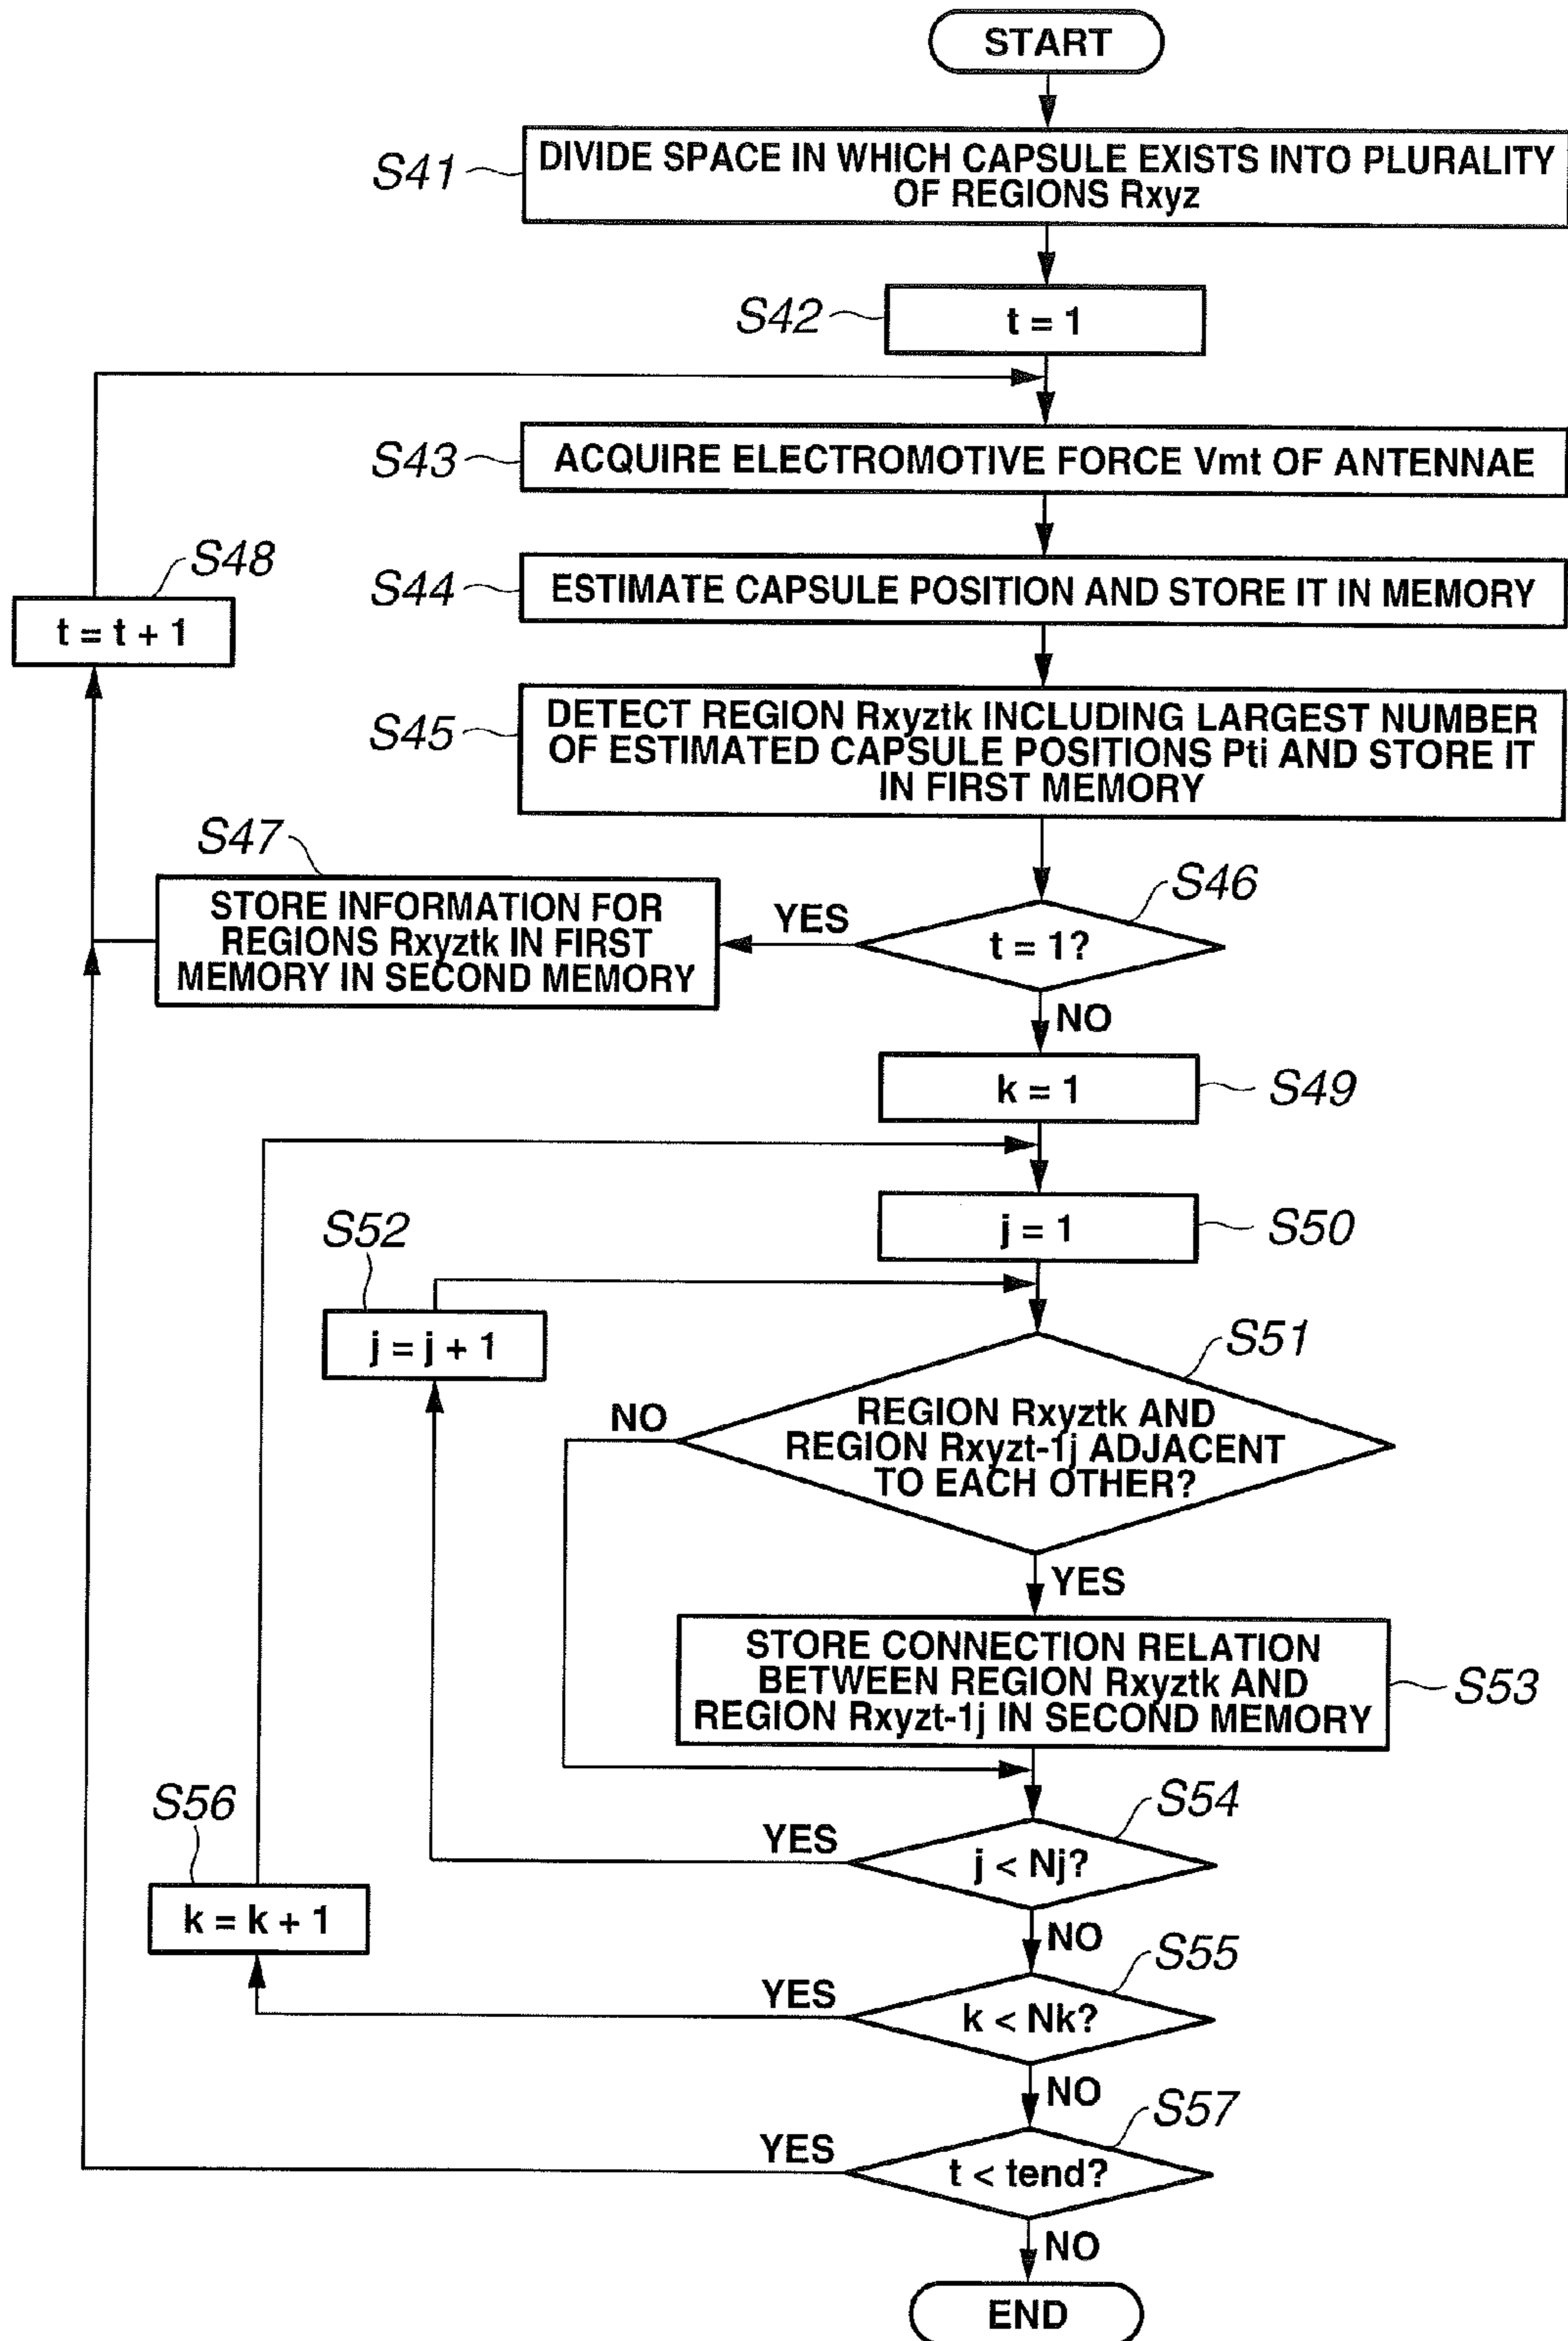 START
S41
DIVIDE SPACE IN WHICH CAPSULE EXISTS INTO PLURALITY
OF REGIONS Rxyz
S42
t = 1
S43
ACQUIRE ELECTROMOTIVE FORCE Vmt OF ANTENNAE
S48
t = t + 1
S44
ESTIMATE CAPSULE POSITION AND STORE IT IN MEMORY
S45
DETECT REGION Rxyztk INCLUDING LARGEST NUMBER
OF ESTIMATED CAPSULE POSITIONS Pti AND STORE IT
IN FIRST MEMORY
S47
STORE INFORMATION FOR
REGIONS Rxyztk IN FIRST
MEMORY IN SECOND MEMORY
YES
S46
t = 1?
NO
k = 1
S49
j = 1
S50
S52
j = j + 1
S51
NO
REGION Rxyztk AND
REGION Rxyzt-1j ADJACENT
TO EACH OTHER?
YES
STORE CONNECTION RELATION
BETWEEN REGION Rxyztk AND
REGION Rxyzt-1j IN SECOND MEMORY
S53
S54
YES
j < Nj?
NO
S56
k = k + 1
S55
YES
k < Nk?
NO
S57
YES
t < tend?
NO
END